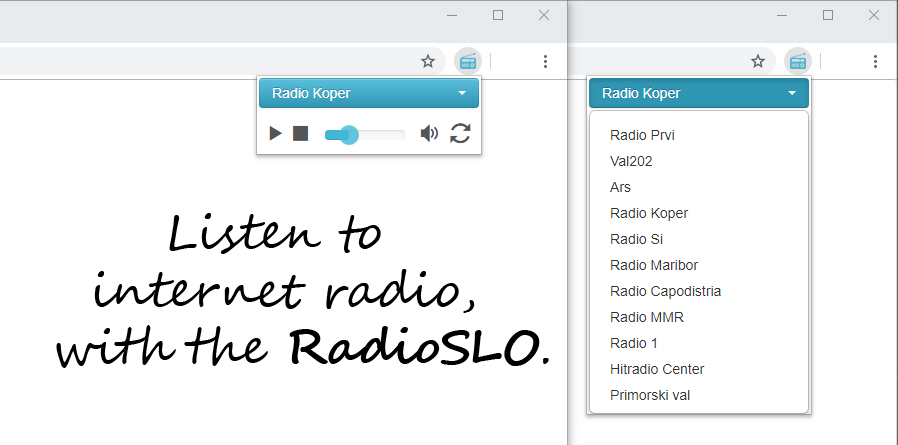 Radio Koper
Listen to
internet radio,
with the RadioSLO.
Radio Koper
Radio Prvi
Val202
Ars
Radio Koper
Radio Si
Radio Maribor
Radio Capodistria
Radio MMR
Radio 1
Hitradio Center
Primorski val